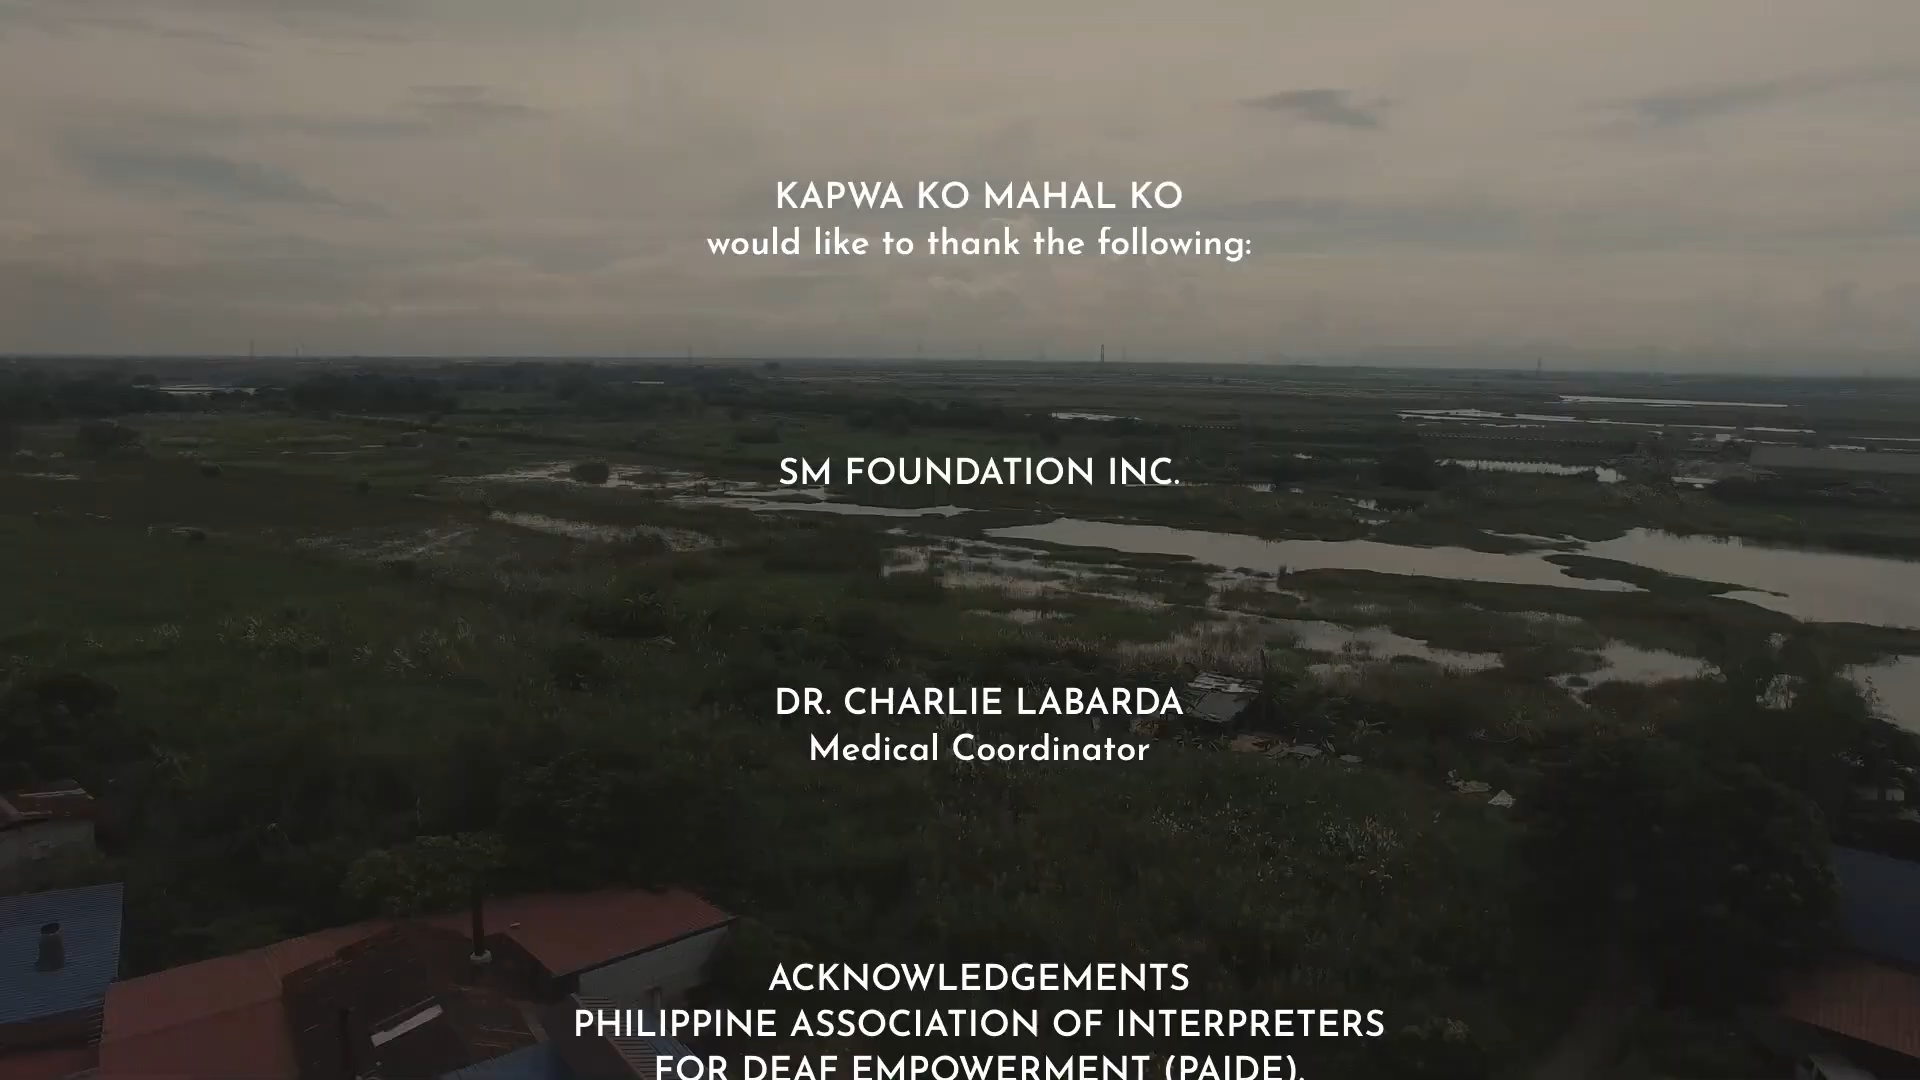 KAPWA KO MAHAL KO
would like to thank the following:
SM FOUNDATION INC.
DR. CHARLIE LABARDA
Medical Coordinator
ACKNOWLEDGEMENTS
PHILIPPINE ASSOCIATION OF INTERPRETERS
FOR DEAF EMPOWERMENT (PAIDE).